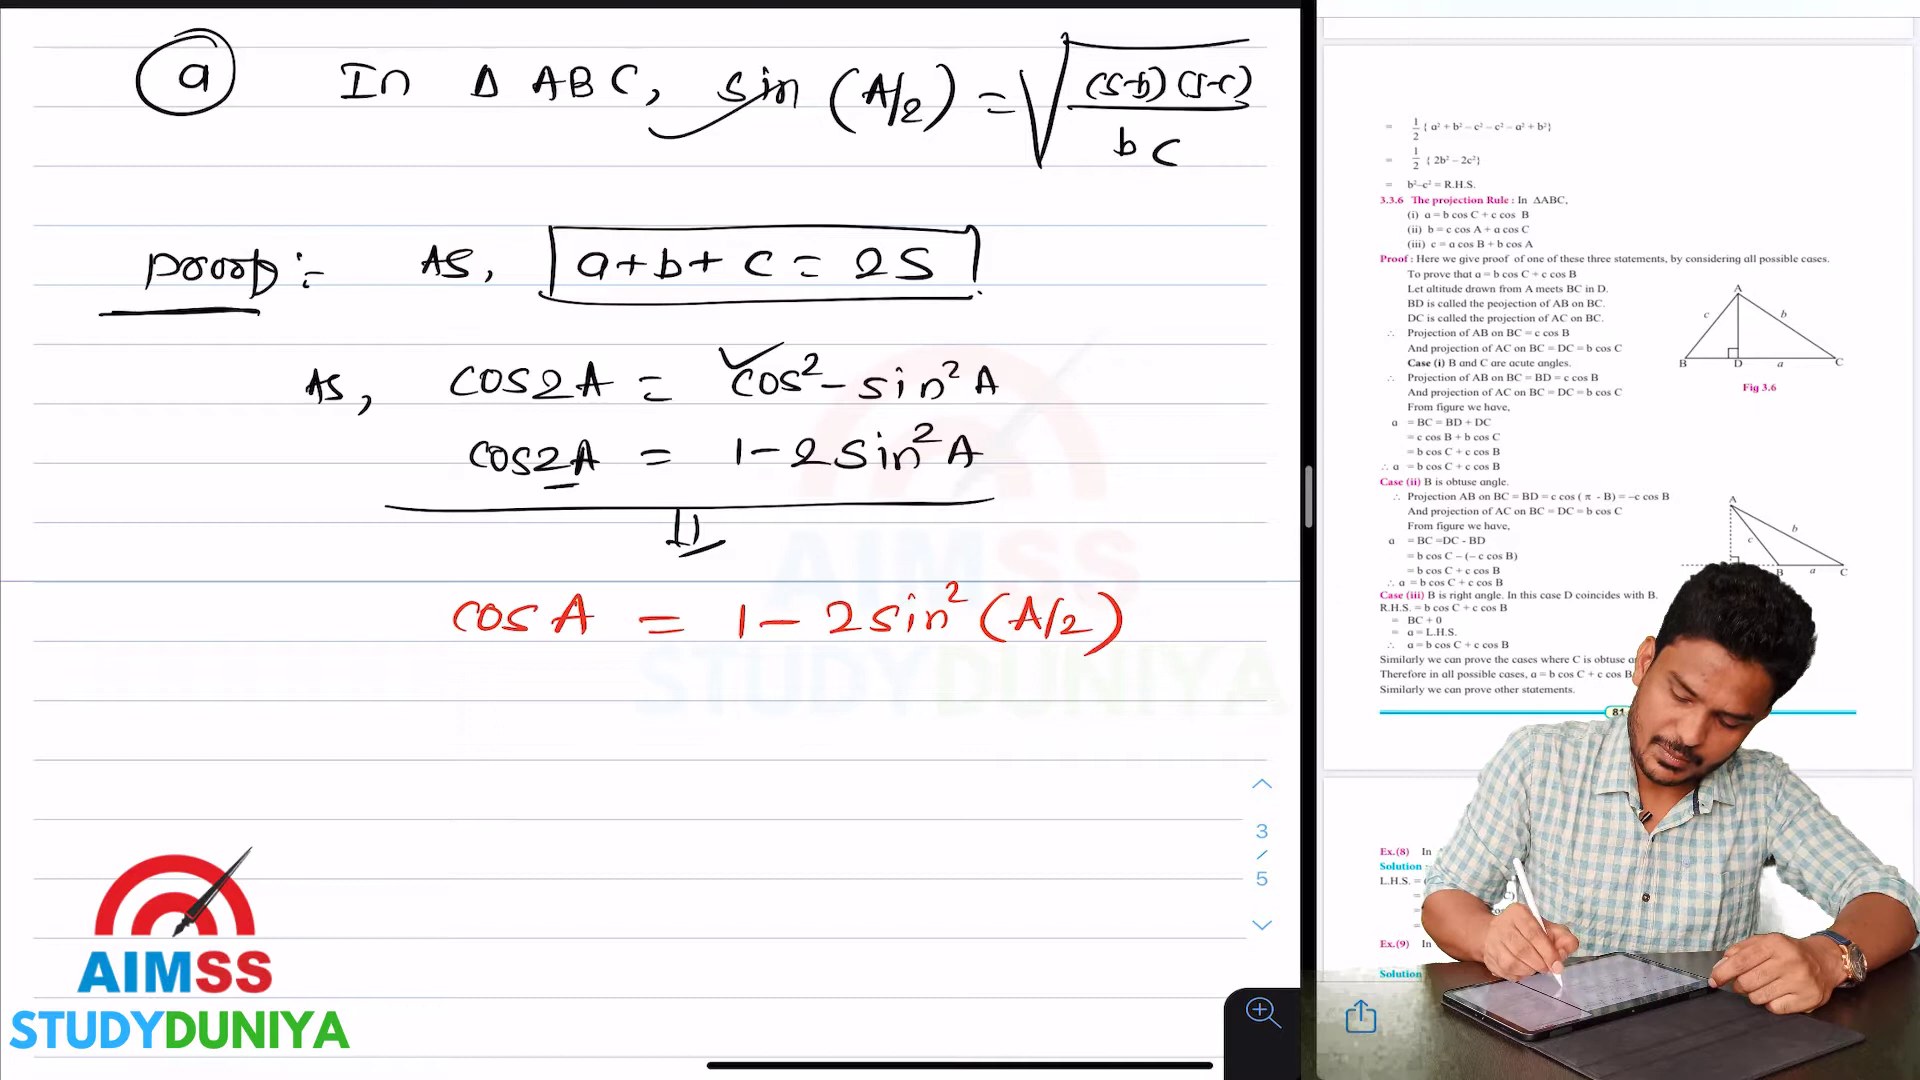 a In Δ ABC, sin (A/2) = √ (s-b)(s-c) / bc
proof :- As, a+b+c = 2s
As, cos2A = cos² - sin²A
cos2A = 1 - 2sin²A
cosA = 1 - 2sin²(A/2)
3
/
5
AIMSS
STUDYDUNIYA
AIMSS
STUDYDUNIYA
= 1/2 { a² + b² – c² – c² – a² + b²}
= 1/2 { 2b² – 2c²}
= b²–c² = R.H.S.
3.3.6 The projection Rule : In ΔABC,
(i) a = b cos C + c cos B
(ii) b = c cos A + a cos C
(iii) c = a cos B + b cos A
Proof : Here we give proof of one of these three statements, by considering all possible cases.
To prove that a = b cos C + c cos B
Let altitude drawn from A meets BC in D.
BD is called the peojection of AB on BC.
DC is called the projection of AC on BC.
∴ Projection of AB on BC = c cos B
And projection of AC on BC = DC = b cos C
Case (i) B and C are acute angles.
∴ Projection of AB on BC = BD = c cos B
And projection of AC on BC = DC = b cos C
From figure we have,
a = BC = BD + DC
= c cos B + b cos C
= b cos C + c cos B
∴ a = b cos C + c cos B
A
c b
B D a C
Fig 3.6
Case (ii) B is obtuse angle.
∴ Projection AB on BC = BD = c cos ( π - B) = –c cos B
And projection of AC on BC = DC = b cos C
From figure we have,
a = BC =DC - BD
= b cos C – (– c cos B)
= b cos C + c cos B
∴ a = b cos C + c cos B
A
b
c
B a C
Case (iii) B is right angle. In this case D coincides with B.
R.H.S. = b cos C + c cos B
= BC + 0
= a = L.H.S.
∴ a = b cos C + c cos B
Similarly we can prove the cases where C is obtuse
Therefore in all possible cases, a = b cos C + c cos B
Similarly we can prove other statements.
81
Ex.(8) In
Solution
L.H.S. =
=
=
=
Ex.(9) In
Solution